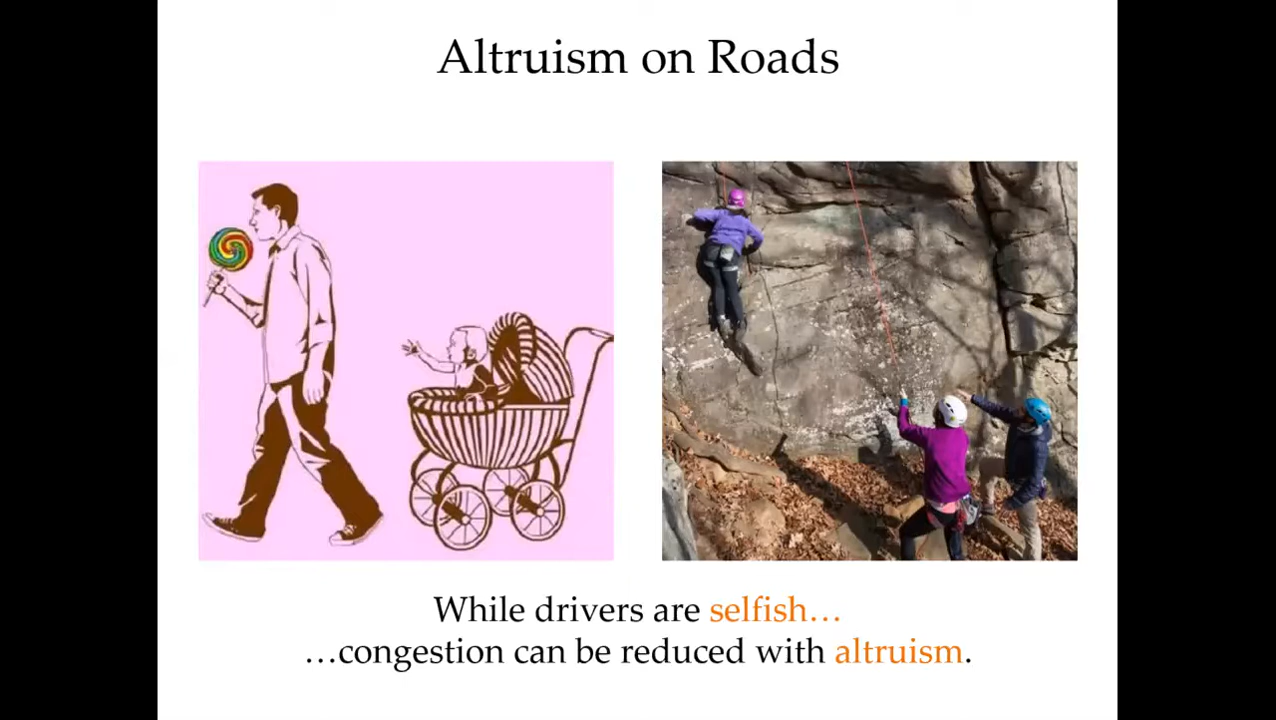 Altruism on Roads
While drivers are selfish…
…congestion can be reduced with altruism.